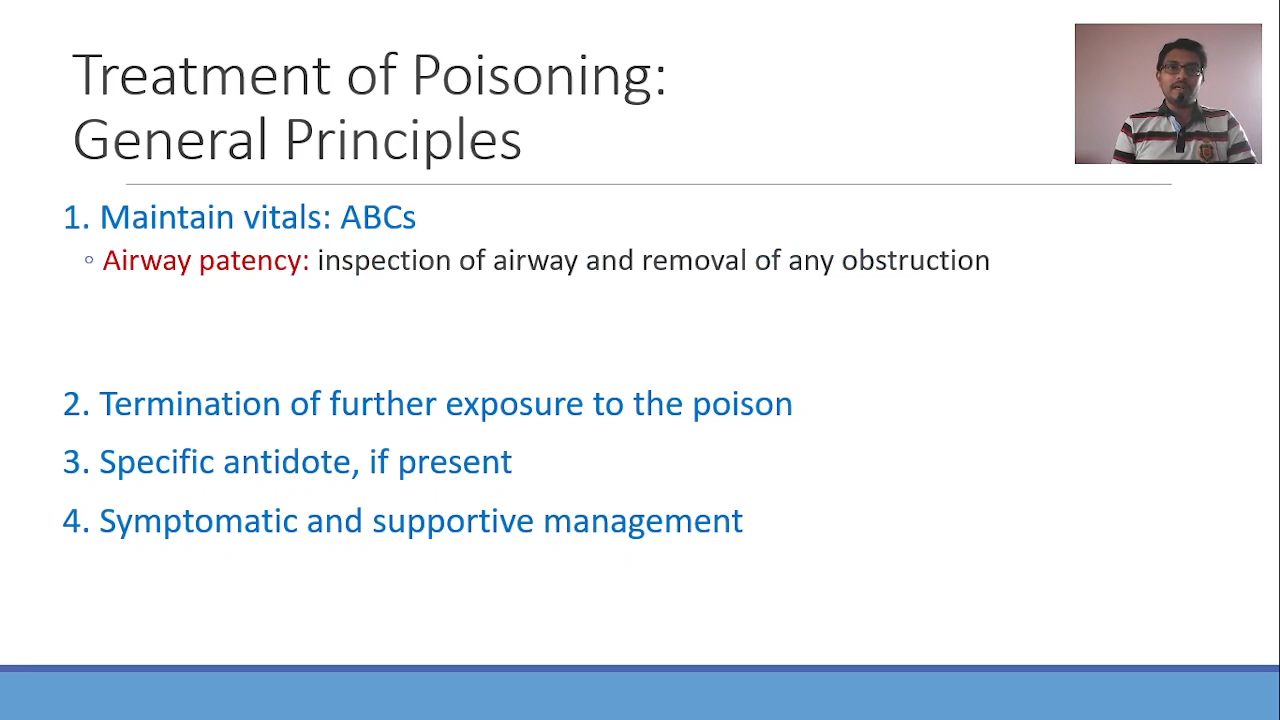 Treatment of Poisoning:
General Principles
1. Maintain vitals: ABCs
◦ Airway patency: inspection of airway and removal of any obstruction
2. Termination of further exposure to the poison
3. Specific antidote, if present
4. Symptomatic and supportive management